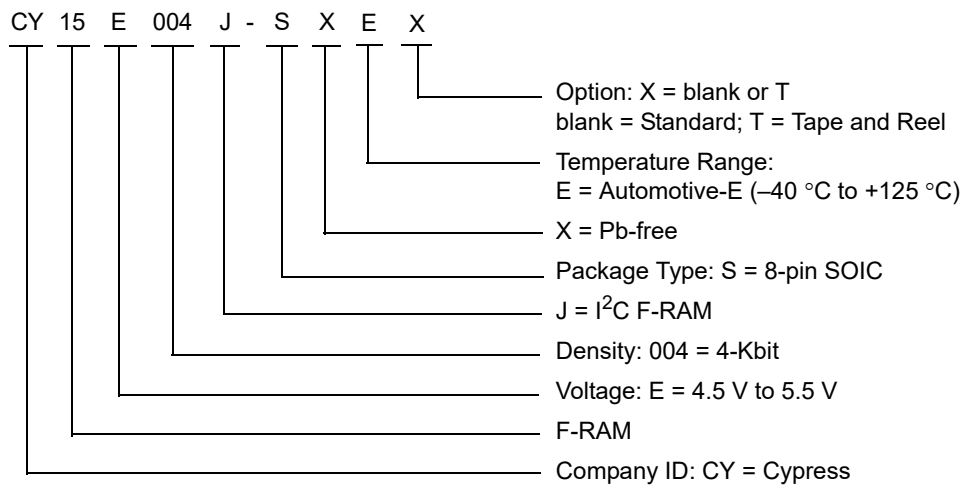 CY 15 E 004 J - S X E X
Option: X = blank or T
blank = Standard; T = Tape and Reel
Temperature Range:
E = Automotive-E (–40 °C to +125 °C)
X = Pb-free
Package Type: S = 8-pin SOIC
J = I²C F-RAM
Density: 004 = 4-Kbit
Voltage: E = 4.5 V to 5.5 V
F-RAM
Company ID: CY = Cypress